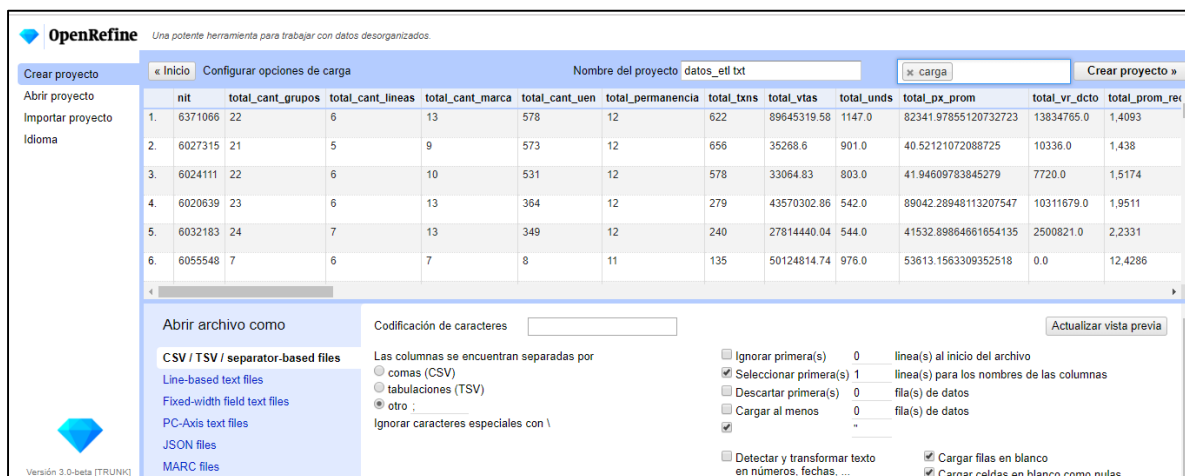 OpenRefine Una potente herramienta para trabajar con datos desorganizados.
Crear proyecto
Abrir proyecto
Importar proyecto
Idioma
« Inicio Configurar opciones de carga Nombre del proyecto datos_etl txt × carga Crear proyecto »
nit total_cant_grupos total_cant_lineas total_cant_marca total_cant_uen total_permanencia total_txns total_vtas total_unds total_px_prom total_vr_dcto total_prom_rec
1. 6371066 22 6 13 578 12 622 89645319.58 1147.0 82341.97855120732723 13834765.0 1,4093
2. 6027315 21 5 9 573 12 656 35268.6 901.0 40.52121072088725 10336.0 1,438
3. 6024111 22 6 10 531 12 578 33064.83 803.0 41.94609783845279 7720.0 1,5174
4. 6020639 23 6 13 364 12 279 43570302.86 542.0 89042.28948113207547 10311679.0 1,9511
5. 6032183 24 7 13 349 12 240 27814440.04 544.0 41532.89864661654135 2500821.0 2,2331
6. 6055548 7 6 7 8 11 135 50124814.74 976.0 53613.1563309352518 0.0 12,4286
Abrir archivo como
CSV / TSV / separator-based files
Line-based text files
Fixed-width field text files
PC-Axis text files
JSON files
MARC files
Codificación de caracteres
Actualizar vista previa
Las columnas se encuentran separadas por
comas (CSV)
tabulaciones (TSV)
otro ;
Ignorar caracteres especiales con \
Ignorar primera(s) 0 linea(s) al inicio del archivo
Seleccionar primera(s) 1 linea(s) para los nombres de las columnas
Descartar primera(s) 0 fila(s) de datos
Cargar al menos 0 fila(s) de datos
"
Detectar y transformar texto
en números, fechas, ...
Cargar filas en blanco
Cargar celdas en blanco como nulas
Versión 3.0-beta [TRUNK]